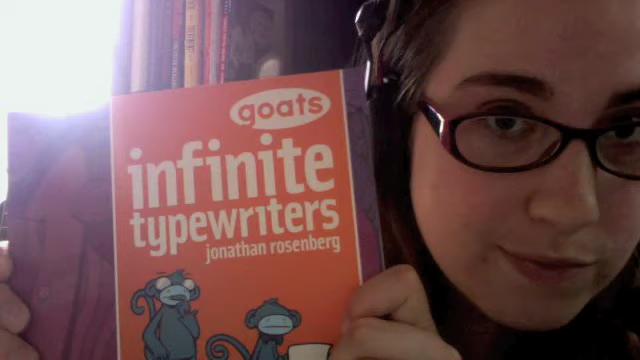 goats
infinite
typewriters
jonathan rosenberg